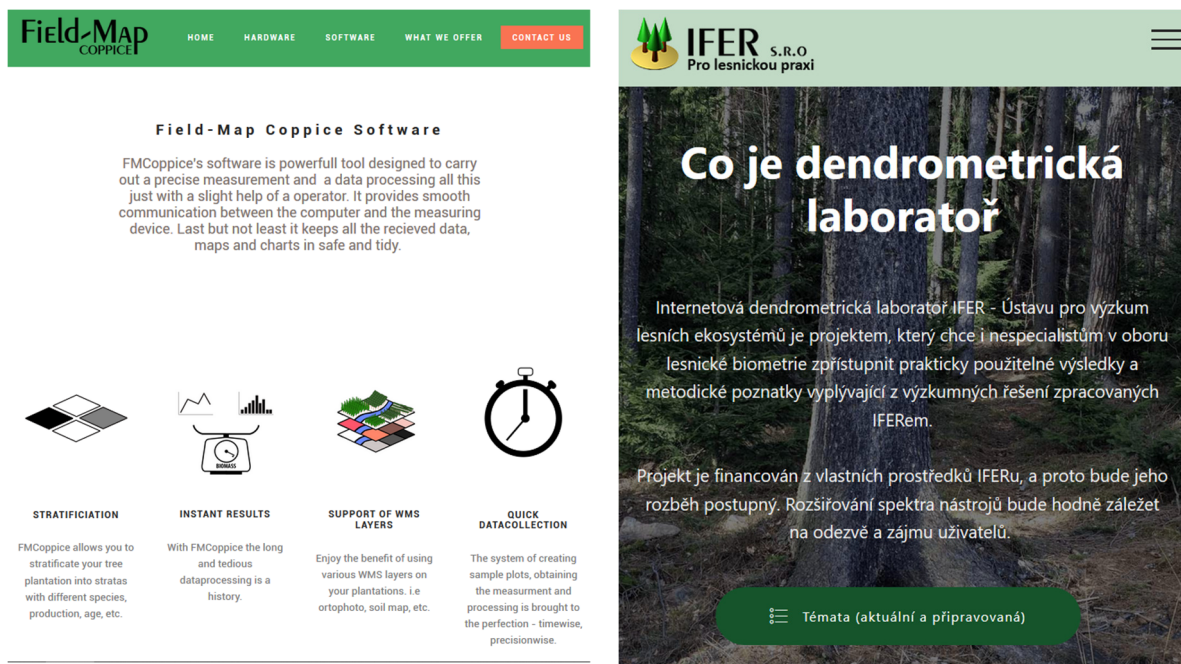 Field-Map
COPPICE
HOME
HARDWARE
SOFTWARE
WHAT WE OFFER
CONTACT US
Field-Map Coppice Software
FMCoppice's software is powerfull tool designed to carry
out a precise measurement and a data processing all this
just with a slight help of a operator. It provides smooth
communication between the computer and the measuring
device. Last but not least it keeps all the recieved data,
maps and charts in safe and tidy.
BIOMASS
STRATIFICIATION
FMCoppice allows you to
stratificate your tree
plantation into stratas
with different species,
production, age, etc.
INSTANT RESULTS
With FMCoppice the long
and tedious
dataprocessing is a
history.
SUPPORT OF WMS
LAYERS
Enjoy the benefit of using
various WMS layers on
your plantations. i.e
ortophoto, soil map, etc.
QUICK
DATACOLLECTION
The system of creating
sample plots, obtaining
the measurment and
processing is brought to
the perfection - timewise,
precisionwise.
IFER S.R.O
Pro lesnickou praxi
Co je dendrometrická
laboratoř
Internetová dendrometrická laboratoř IFER - Ústavu pro výzkum
lesních ekosystémů je projektem, který chce i nespecialistům v oboru
lesnické biometrie zpřístupnit prakticky použitelné výsledky a
metodické poznatky vyplývající z výzkumných řešení zpracovaných
IFERem.
Projekt je financován z vlastních prostředků IFERu, a proto bude jeho
rozběh postupný. Rozšiřování spektra nástrojů bude hodně záležet
na odezvě a zájmu uživatelů.
Témata (aktuální a připravovaná)